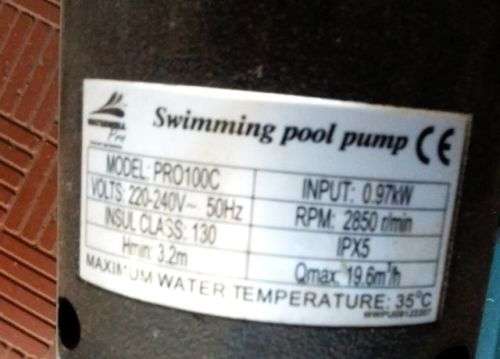 Swimming pool pump CE
MODEL: PRO100C
INPUT: 0.97kW
VOLTS: 220-240V~ 50Hz
RPM: 2850 r/min
INSUL CLASS: 130
IPX5
Hmin: 3.2m
Qmax: 19.6m³/h
MAXIMUM WATER TEMPERATURE: 35°C